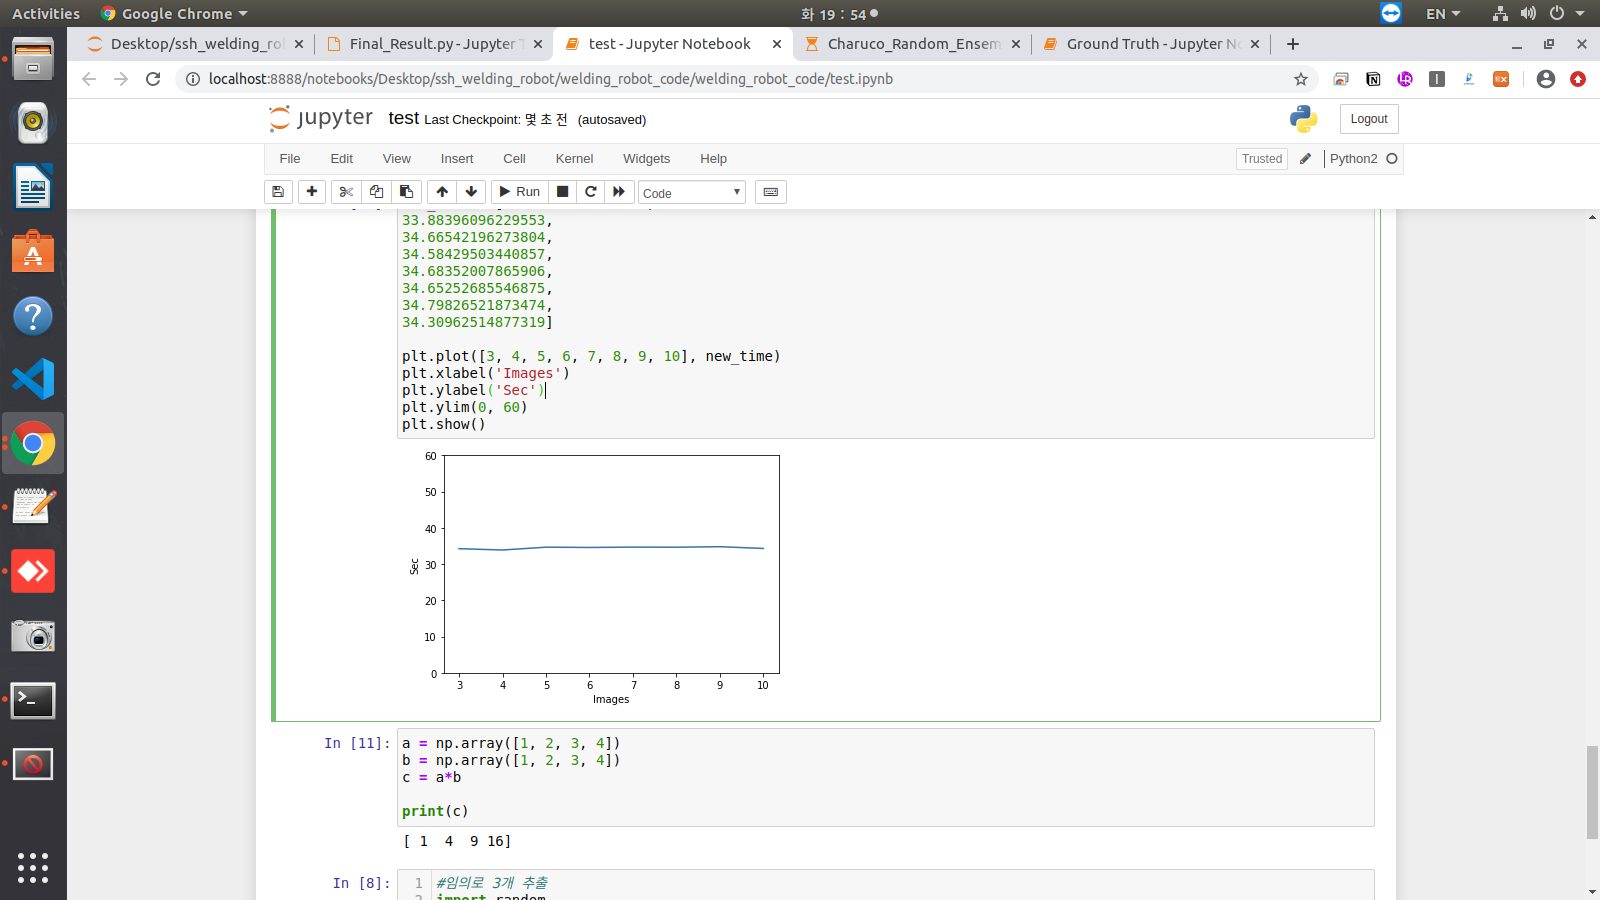 Activities Google Chrome 화 19 : 54 EN
Desktop/ssh_welding_ro Final_Result.py - Jupyter T test - Jupyter Notebook Charuco_Random_Ensem Ground Truth - Jupyter No
localhost:8888/notebooks/Desktop/ssh_welding_robot/welding_robot_code/welding_robot_code/test.ipynb
jupyter test Last Checkpoint: 몇 초 전 (autosaved) Logout
File Edit View Insert Cell Kernel Widgets Help Trusted Python2
Run Code
33.88396096229553,
34.66542196273804,
34.58429503440857,
34.68352007865906,
34.65252685546875,
34.79826521873474,
34.30962514877319]
plt.plot([3, 4, 5, 6, 7, 8, 9, 10], new_time)
plt.xlabel('Images')
plt.ylabel('Sec')
plt.ylim(0, 60)
plt.show()
60
50
40
30
20
10
0
Sec
3 4 5 6 7 8 9 10
Images
In [11]: a = np.array([1, 2, 3, 4])
b = np.array([1, 2, 3, 4])
c = a*b
print(c)
[ 1  4  9 16]
In [8]: 1 #임의로 3개 추출
2 import random